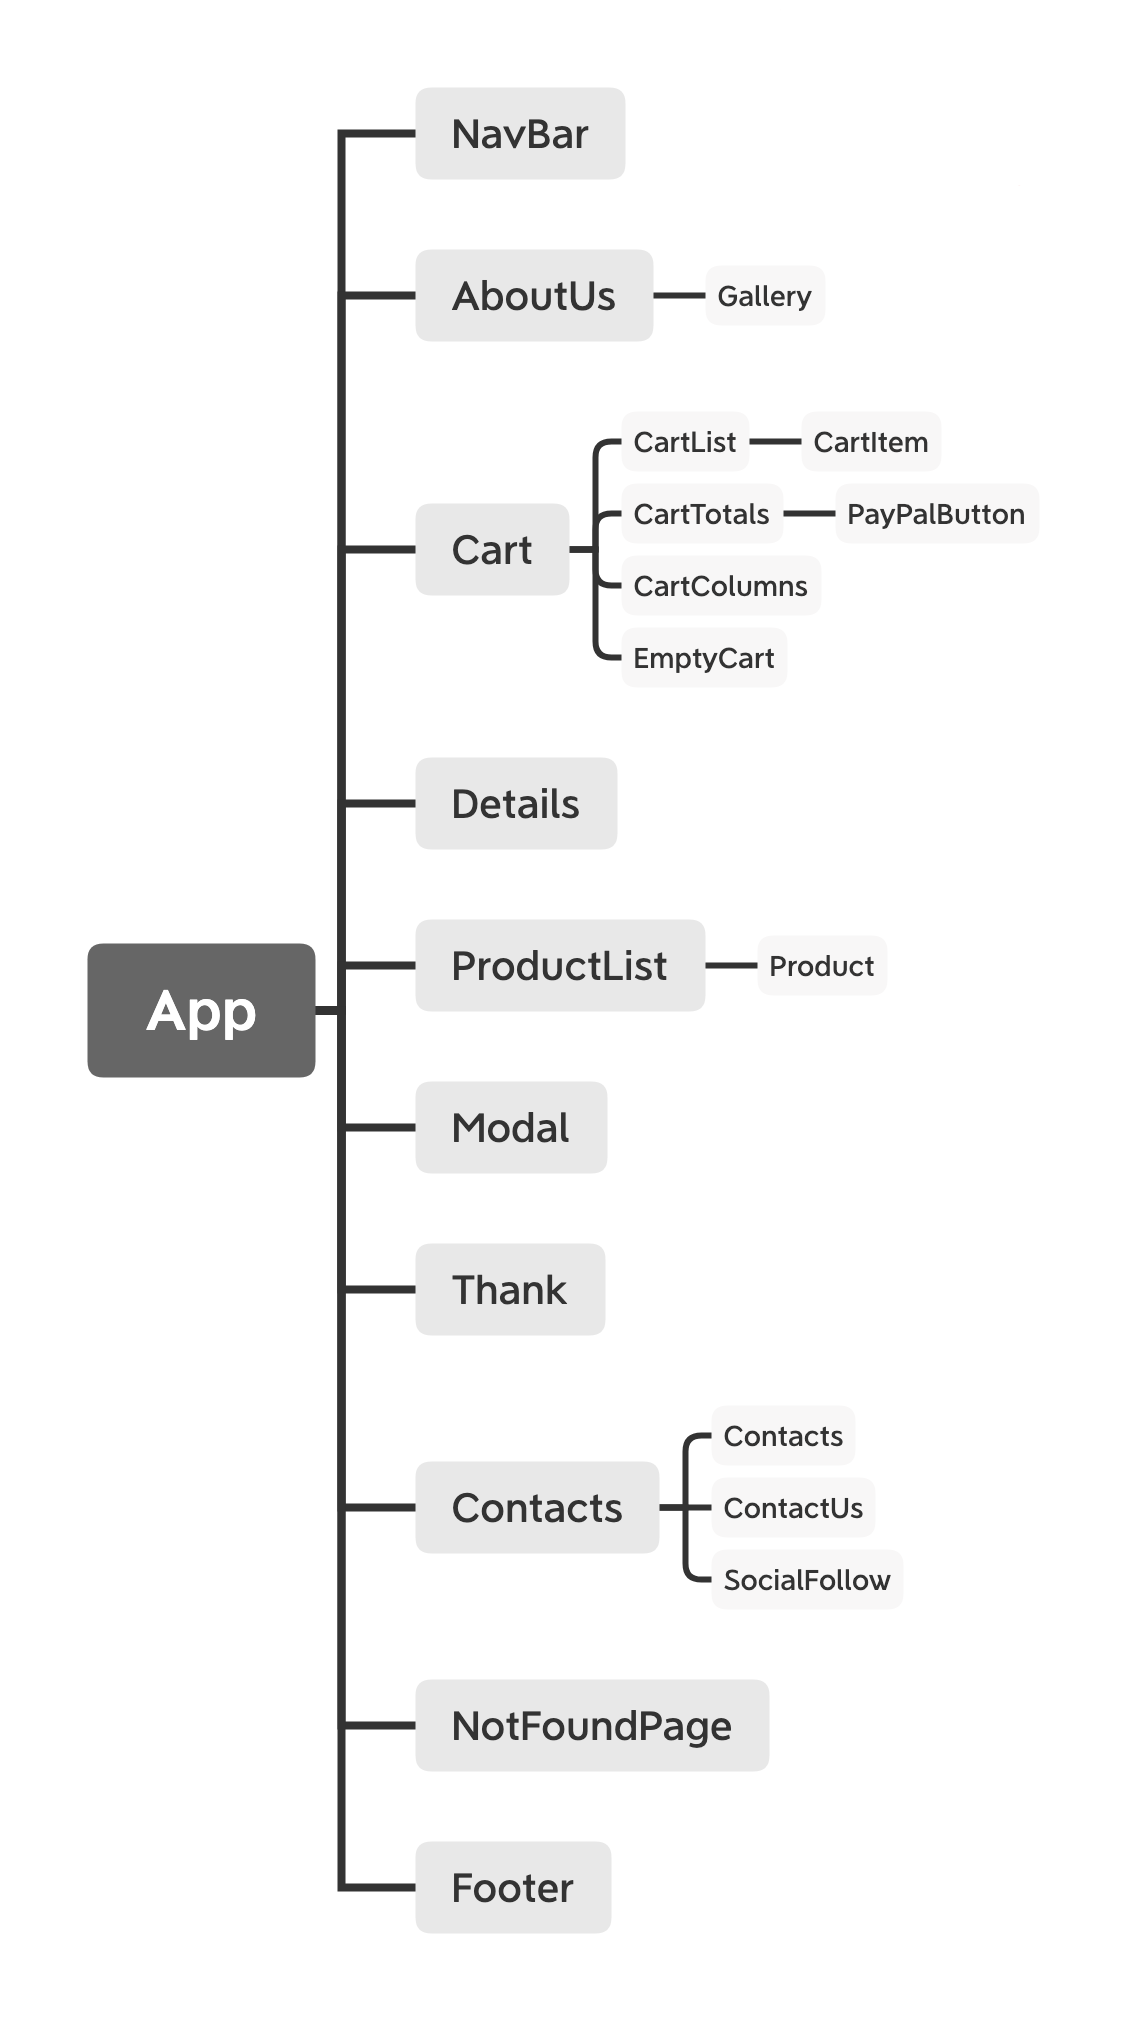 NavBar
AboutUs
Gallery
CartList
CartItem
CartTotals
PayPalButton
Cart
CartColumns
EmptyCart
Details
ProductList
Product
App
Modal
Thank
Contacts
Contacts
ContactUs
SocialFollow
NotFoundPage
Footer